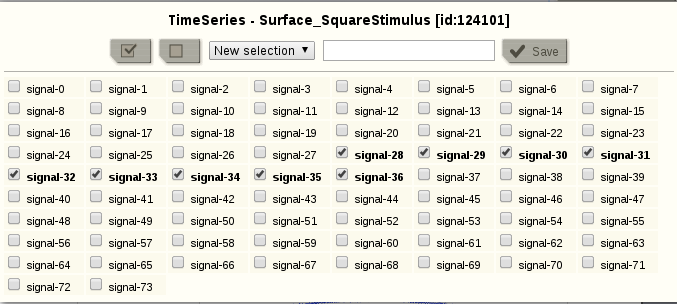 TimeSeries - Surface_SquareStimulus [id:124101]
New selection Save
signal-0 signal-1 signal-2 signal-3 signal-4 signal-5 signal-6 signal-7
signal-8 signal-9 signal-10 signal-11 signal-12 signal-13 signal-14 signal-15
signal-16 signal-17 signal-18 signal-19 signal-20 signal-21 signal-22 signal-23
signal-24 signal-25 signal-26 signal-27 signal-28 signal-29 signal-30 signal-31
signal-32 signal-33 signal-34 signal-35 signal-36 signal-37 signal-38 signal-39
signal-40 signal-41 signal-42 signal-43 signal-44 signal-45 signal-46 signal-47
signal-48 signal-49 signal-50 signal-51 signal-52 signal-53 signal-54 signal-55
signal-56 signal-57 signal-58 signal-59 signal-60 signal-61 signal-62 signal-63
signal-64 signal-65 signal-66 signal-67 signal-68 signal-69 signal-70 signal-71
signal-72 signal-73